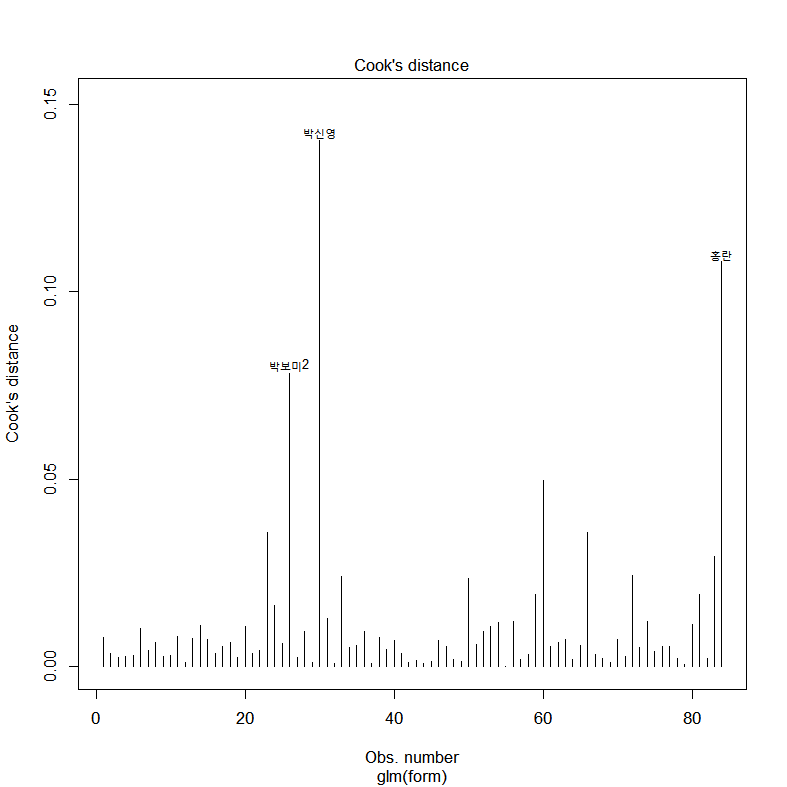 Cook's distance
0.15
0.10
0.05
0.00
Cook's distance
박신영
홍란
박보미2
0 20 40 60 80
Obs. number
glm(form)